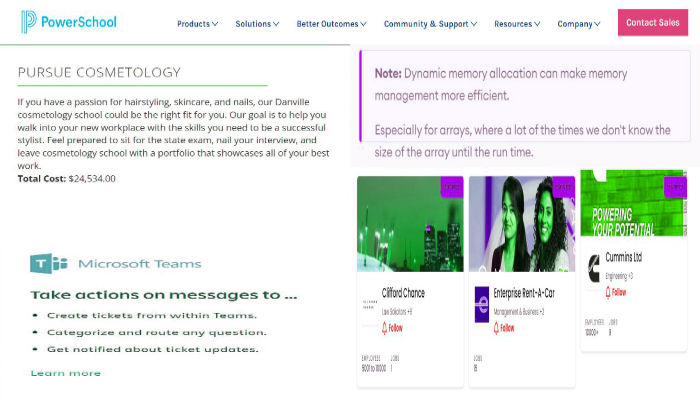 PowerSchool
Products Solutions Better Outcomes Community & Support Resources Company Contact Sales
PURSUE COSMETOLOGY
If you have a passion for hairstyling, skincare, and nails, our Danville
cosmetology school could be the right fit for you. Our goal is to help you
walk into your new workplace with the skills you need to be a successful
stylist. Feel prepared to sit for the state exam, nail your interview, and
leave cosmetology school with a portfolio that showcases all of your best
work.
Total Cost: $24,534.00
Note: Dynamic memory allocation can make memory
management more efficient.
Especially for arrays, where a lot of the times we don't know the
size of the array until the run time.
Microsoft Teams
Take actions on messages to ...
• Create tickets from within Teams.
• Categorize and route any question.
• Get notified about ticket updates.
Learn more
Clifford Chance
Law Solicitors +8
Follow
EMPLOYEES JOBS
5001 to 10000 1
Enterprise Rent-A-Car
Management & Business +2
Follow
JOBS
15
POWERING
YOUR POTENTIAL
Cummins Ltd
Engineering +3
Follow
EMPLOYEES JOBS
10000+ 9